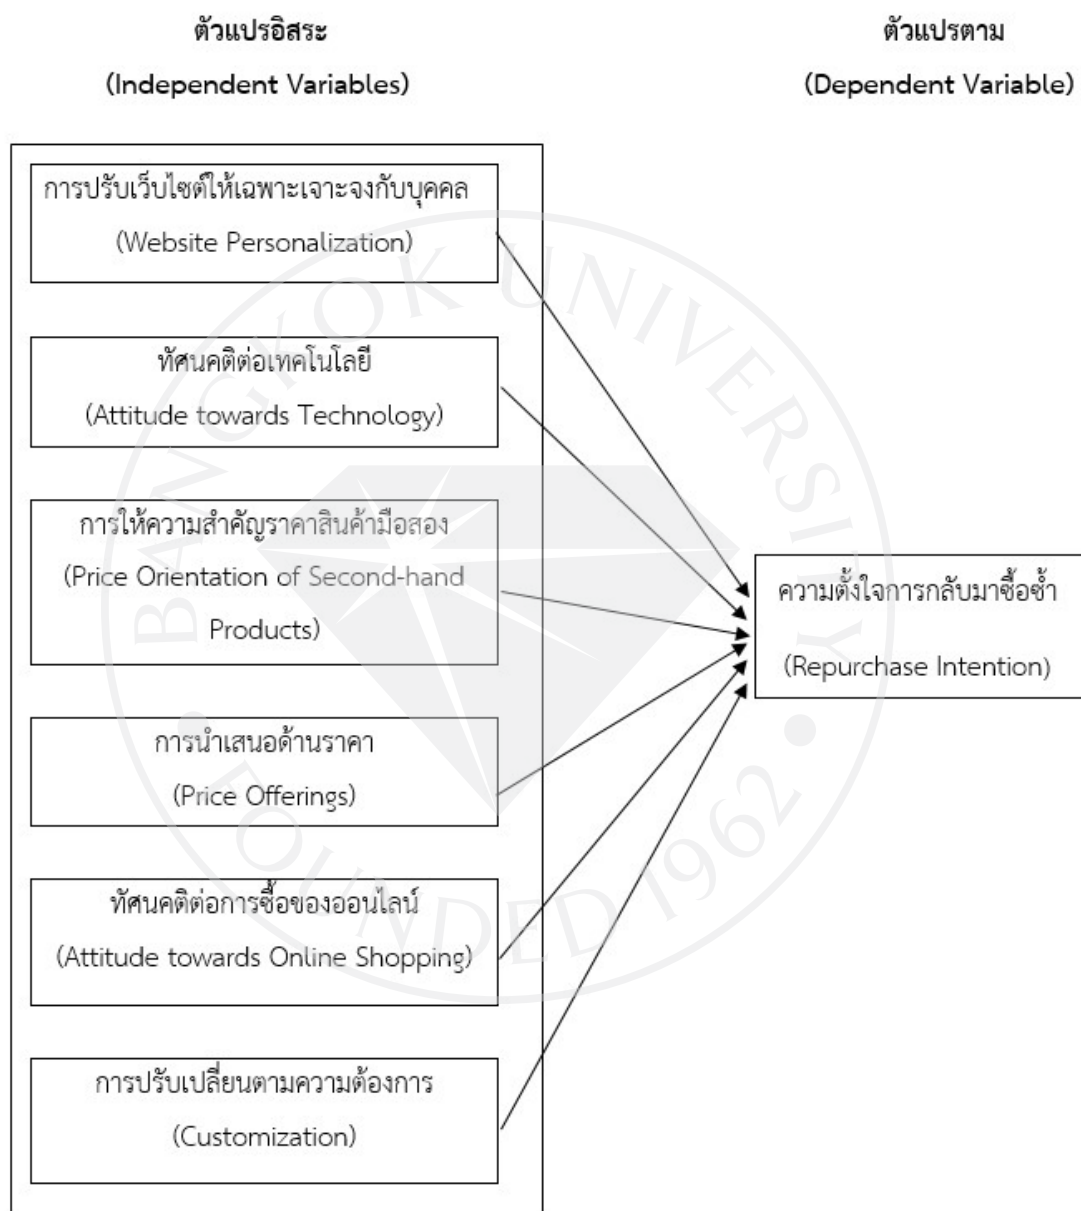 ตัวแปรอิสระ
(Independent Variables)
ตัวแปรตาม
(Dependent Variable)
การปรับเว็บไซต์ให้เฉพาะเจาะจงกับบุคคล
(Website Personalization)
ทัศนคติต่อเทคโนโลยี
(Attitude towards Technology)
การให้ความสำคัญราคาสินค้ามือสอง
(Price Orientation of Second-hand
Products)
การนำเสนอด้านราคา
(Price Offerings)
ทัศนคติต่อการซื้อของออนไลน์
(Attitude towards Online Shopping)
การปรับเปลี่ยนตามความต้องการ
(Customization)
ความตั้งใจการกลับมาซื้อซ้ำ
(Repurchase Intention)
BANGKOK UNIVERSITY
FOUNDED 1962